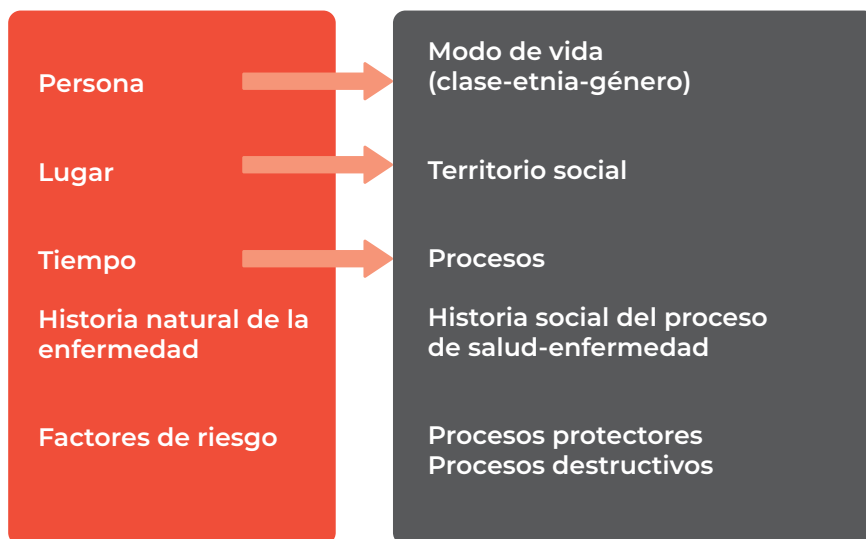 Persona
Modo de vida
(clase-etnia-género)
Lugar
Territorio social
Tiempo
Procesos
Historia natural de la
enfermedad
Historia social del proceso
de salud-enfermedad
Factores de riesgo
Procesos protectores
Procesos destructivos